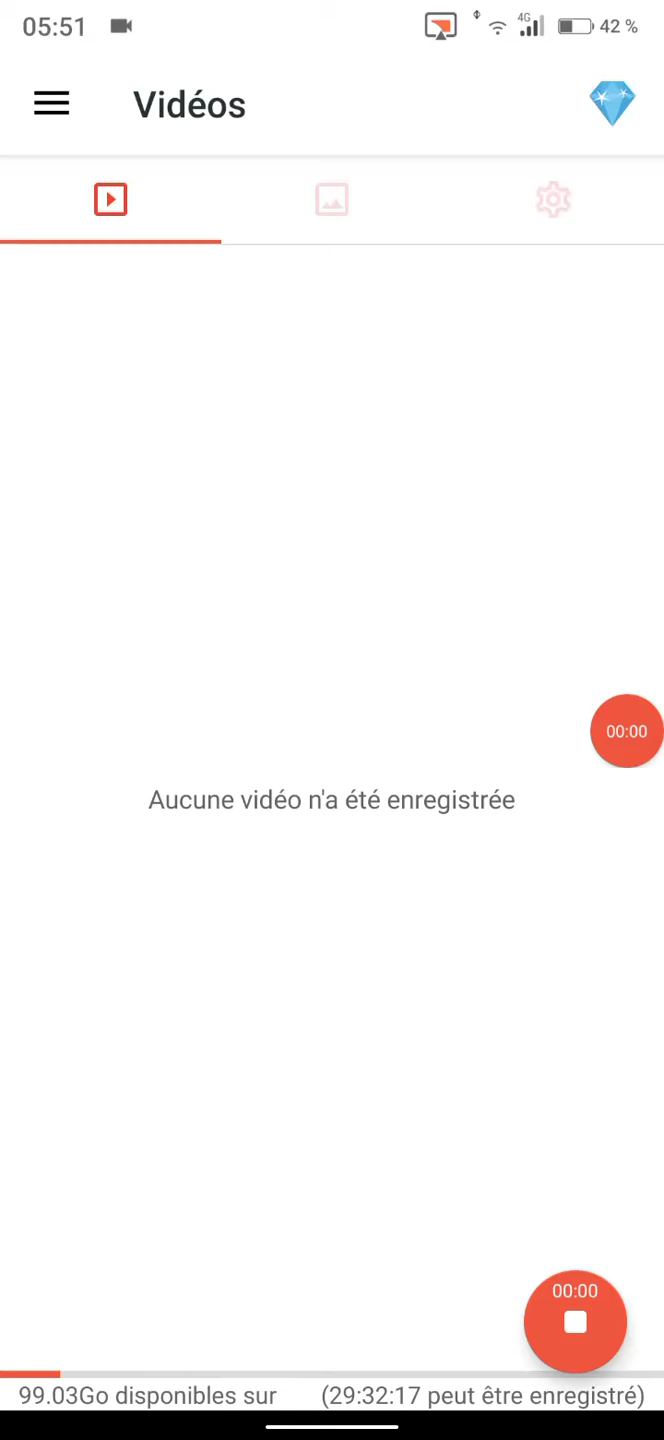 05:51 4G 42 %
Vidéos
00:00
Aucune vidéo n'a été enregistrée
00:00
99.03Go disponibles sur (29:32:17 peut être enregistré)